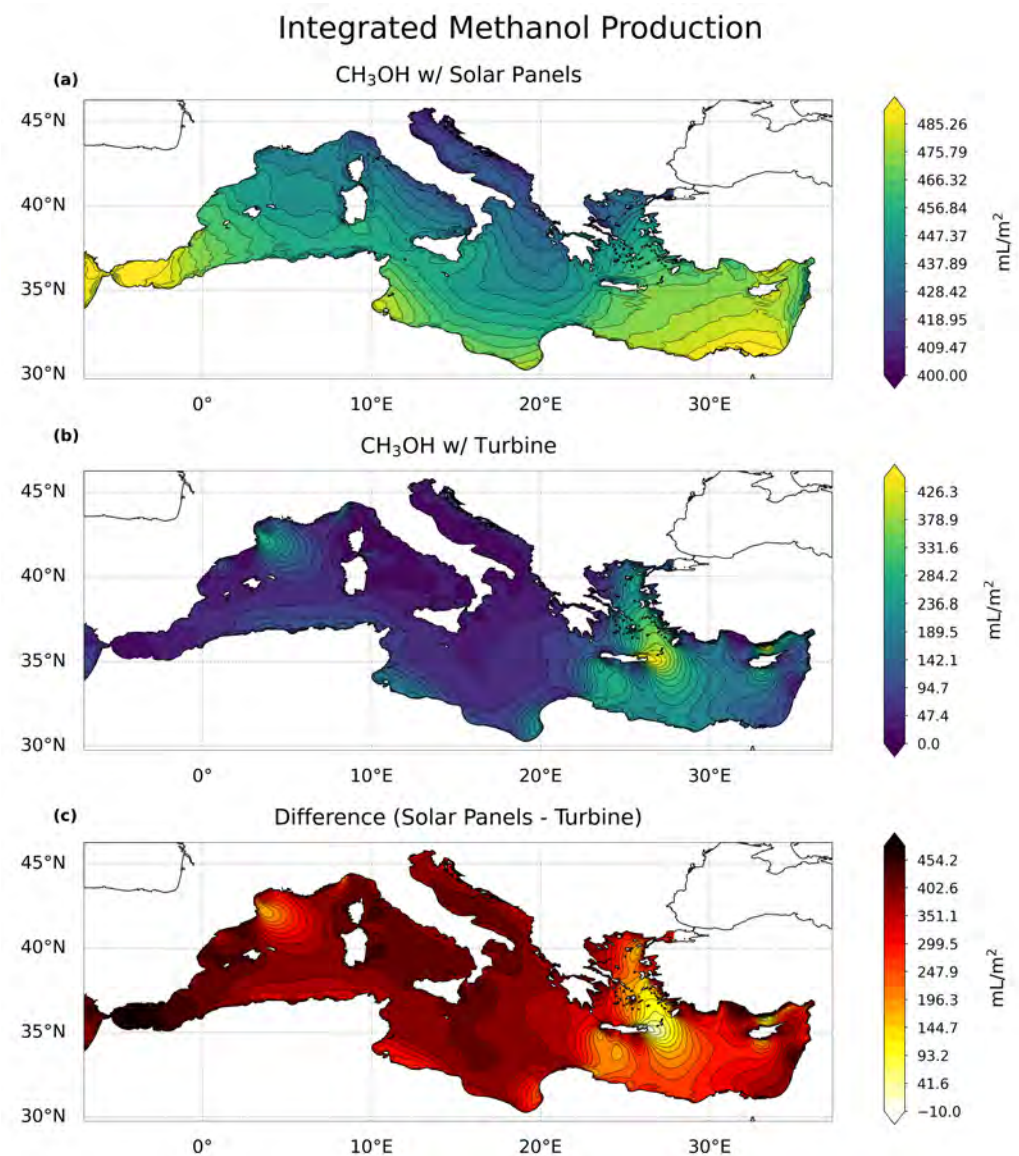 Integrated Methanol Production
(a)
CH₃OH w/ Solar Panels
45°N
40°N
35°N
30°N
0°
10°E
20°E
30°E
485.26
475.79
466.32
456.84
447.37
437.89
428.42
418.95
409.47
400.00
mL/m²
(b)
CH₃OH w/ Turbine
45°N
40°N
35°N
30°N
0°
10°E
20°E
30°E
426.3
378.9
331.6
284.2
236.8
189.5
142.1
94.7
47.4
0.0
mL/m²
(c)
Difference (Solar Panels - Turbine)
45°N
40°N
35°N
30°N
0°
10°E
20°E
30°E
454.2
402.6
351.1
299.5
247.9
196.3
144.7
93.2
41.6
−10.0
mL/m²